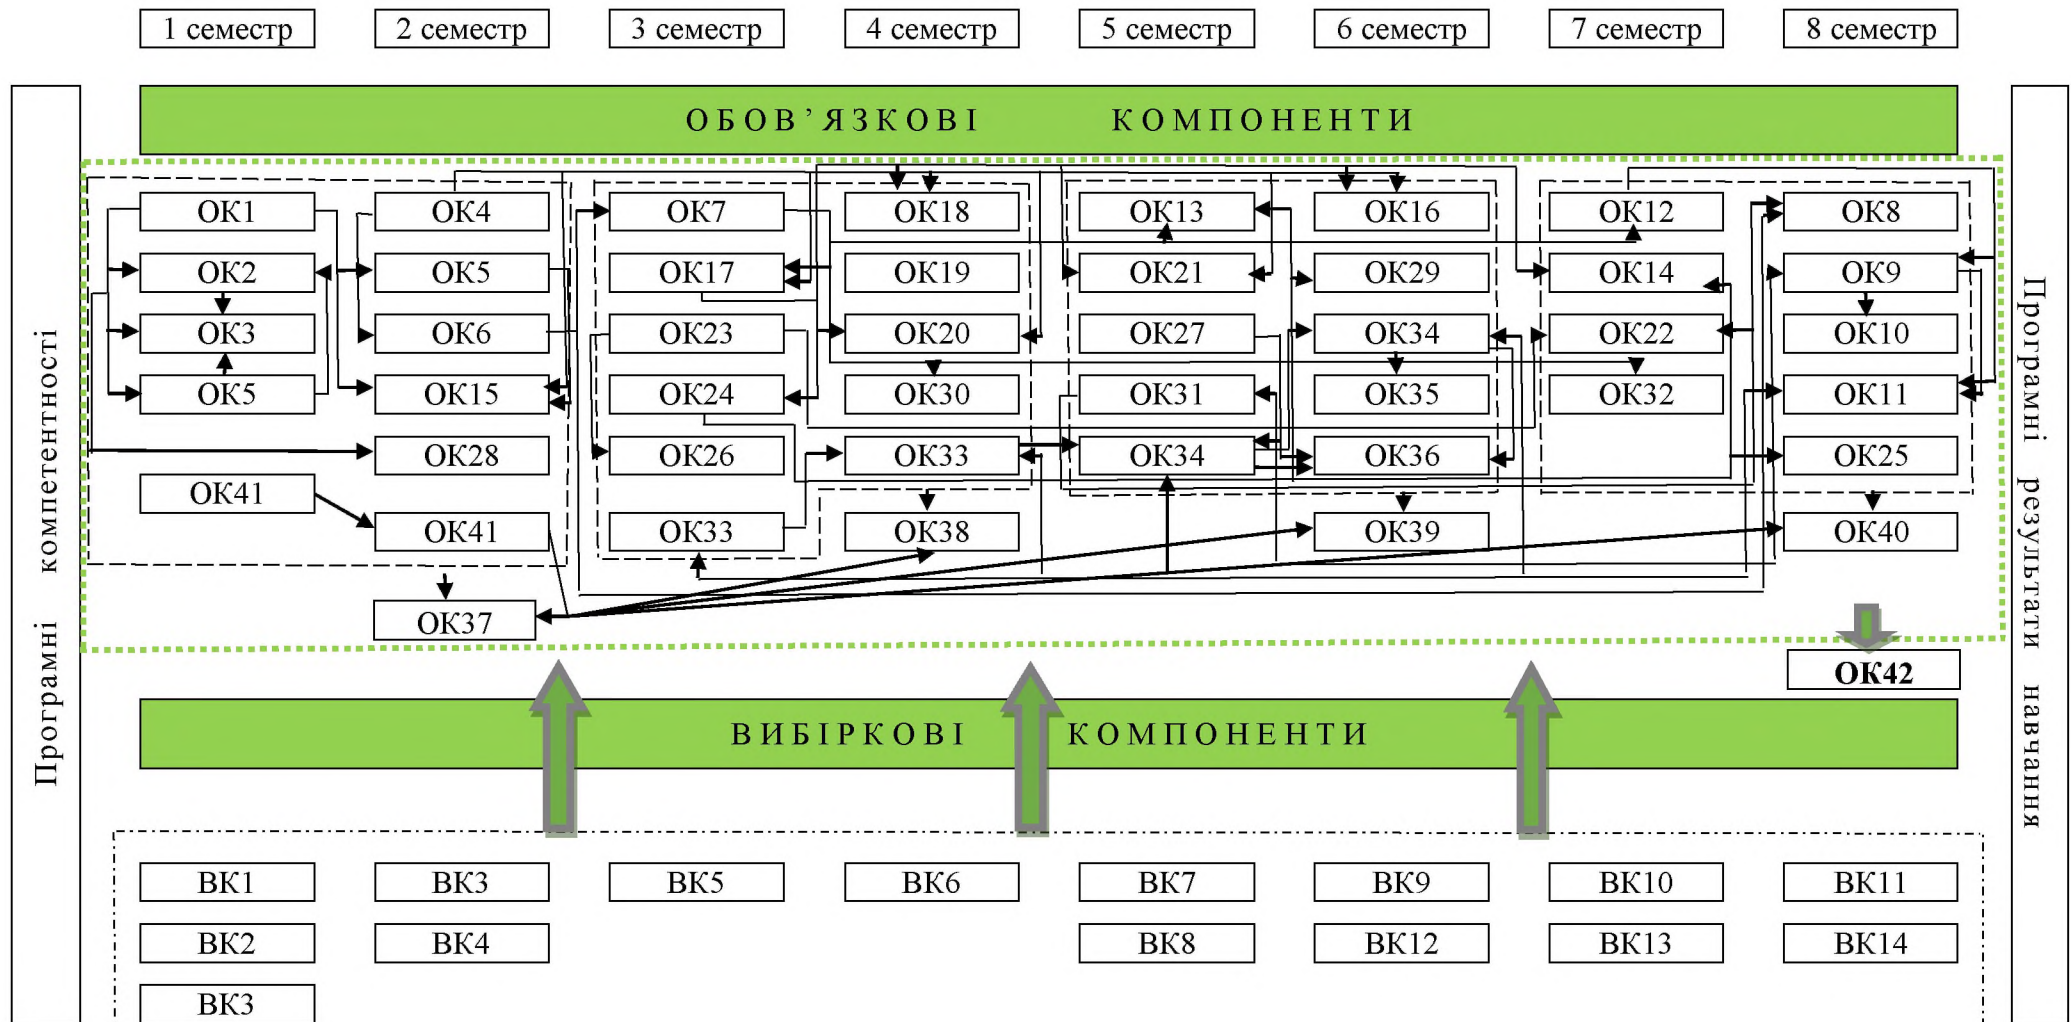 1 семестр 2 семестр 3 семестр 4 семестр 5 семестр 6 семестр 7 семестр 8 семестр
ОБОВ’ЯЗКОВІ КОМПОНЕНТИ
ОК1 ОК4 ОК7 ОК18 ОК13 ОК16 ОК12 ОК8
ОК2 ОК5 ОК17 ОК19 ОК21 ОК29 ОК14 ОК9
ОК3 ОК6 ОК23 ОК20 ОК27 ОК34 ОК22 ОК10
ОК5 ОК15 ОК24 ОК30 ОК31 ОК35 ОК32 ОК11
ОК28 ОК26 ОК33 ОК34 ОК36 ОК25
ОК41
ОК41 ОК33 ОК38 ОК39 ОК40
ОК37
ОК42
Програмні компетентності
Програмні результати навчання
ВИБІРКОВІ КОМПОНЕНТИ
ВК1 ВК3 ВК5 ВК6 ВК7 ВК9 ВК10 ВК11
ВК2 ВК4 ВК8 ВК12 ВК13 ВК14
ВК3